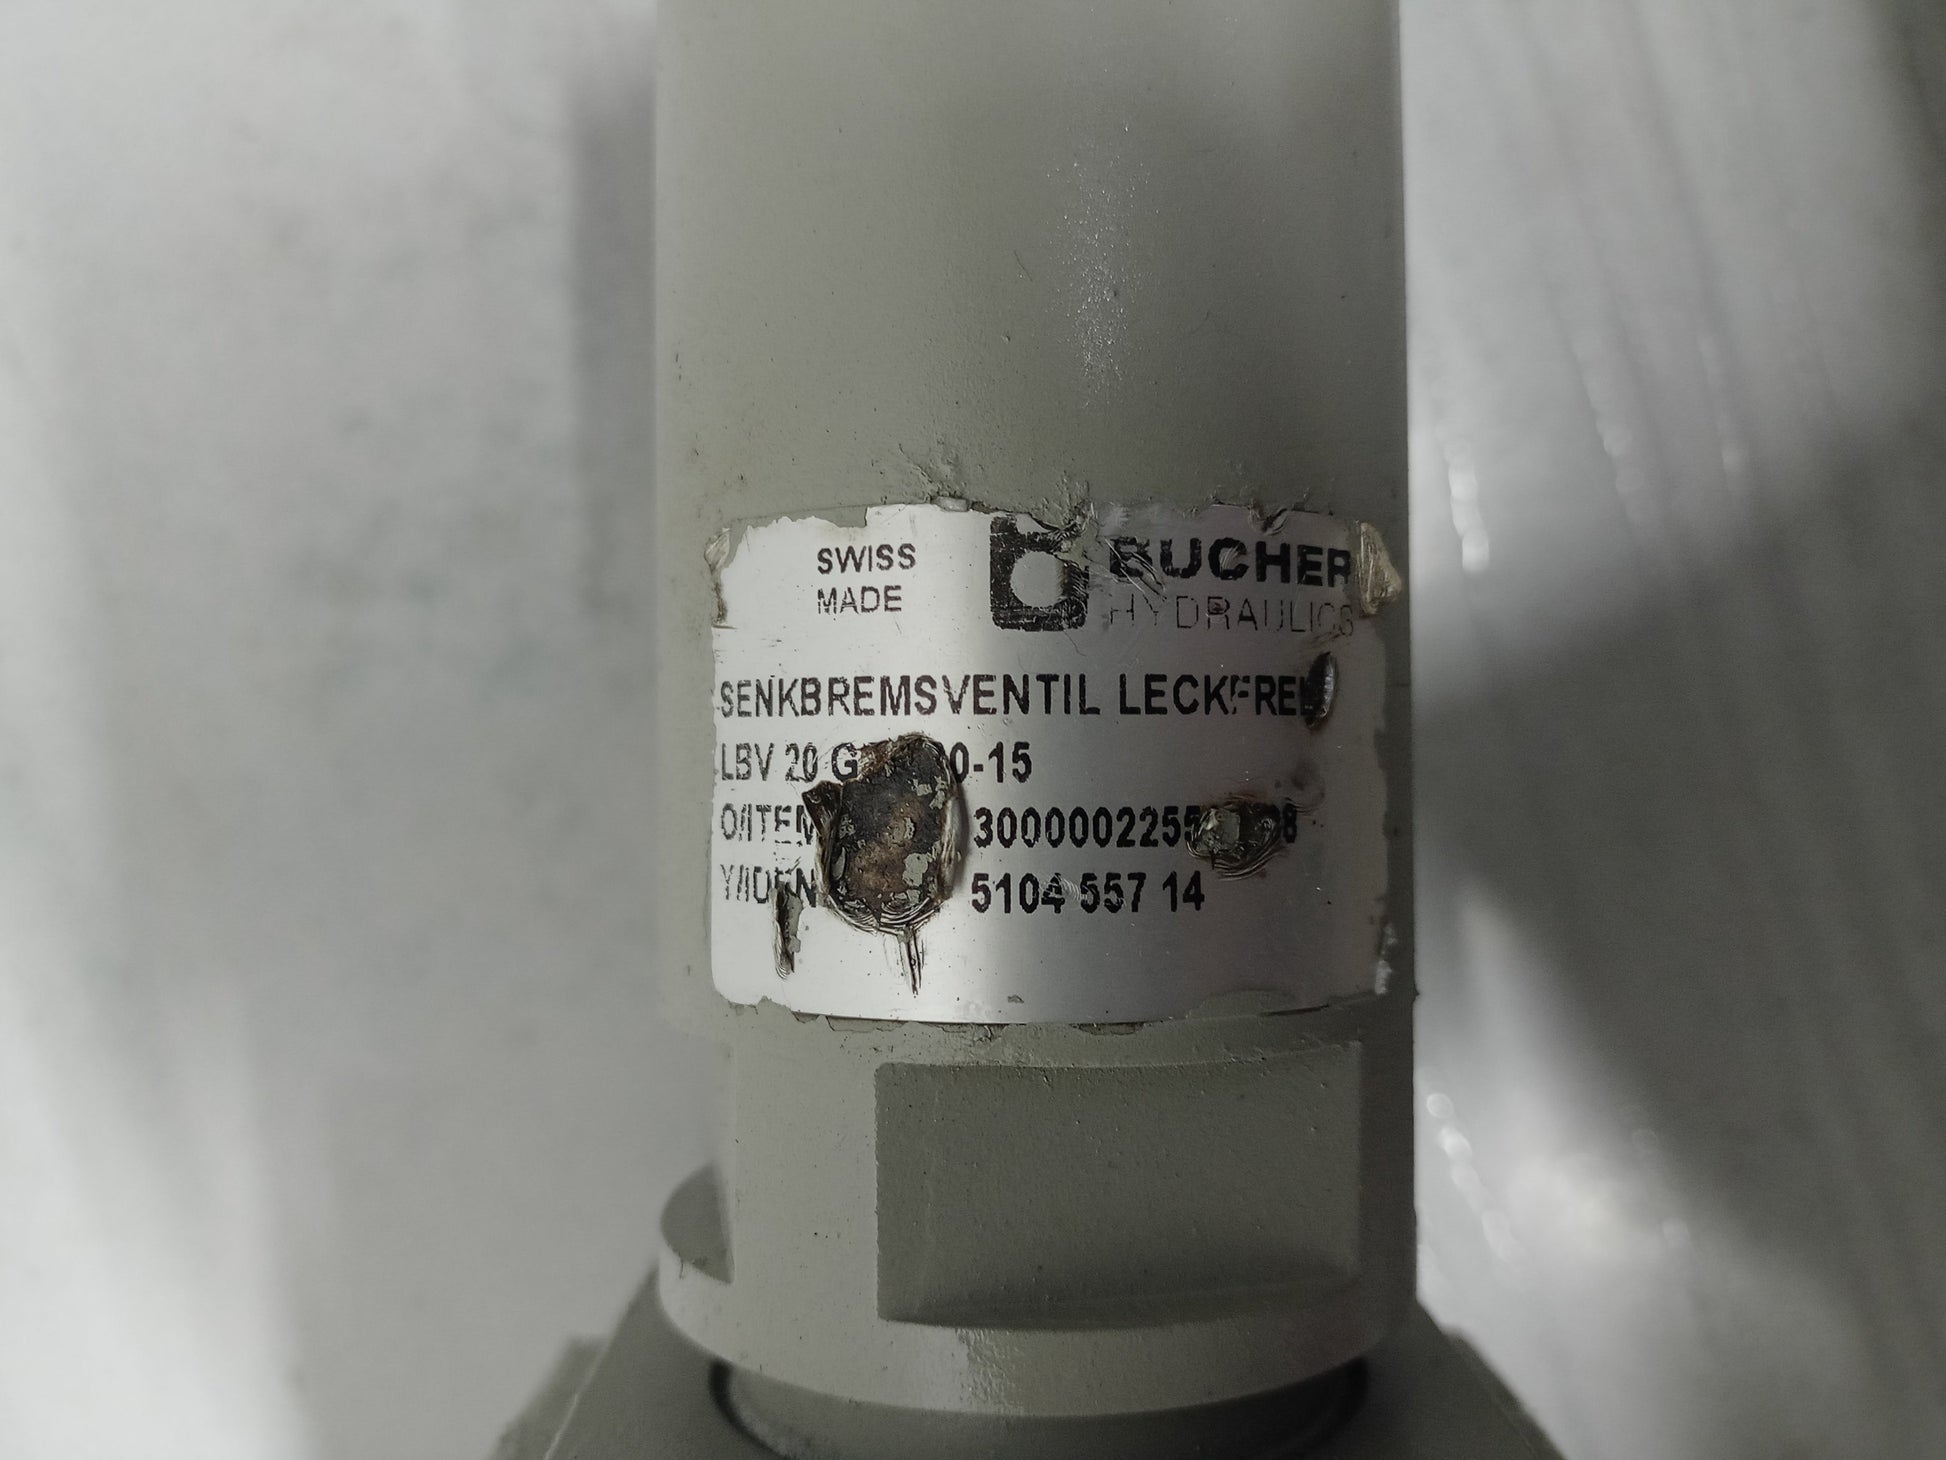 SWISS
MADE
BUCHER
HYDRAULICS
SENKBREMSVENTIL LECKFREI
LBV 20 G
5104 557 14